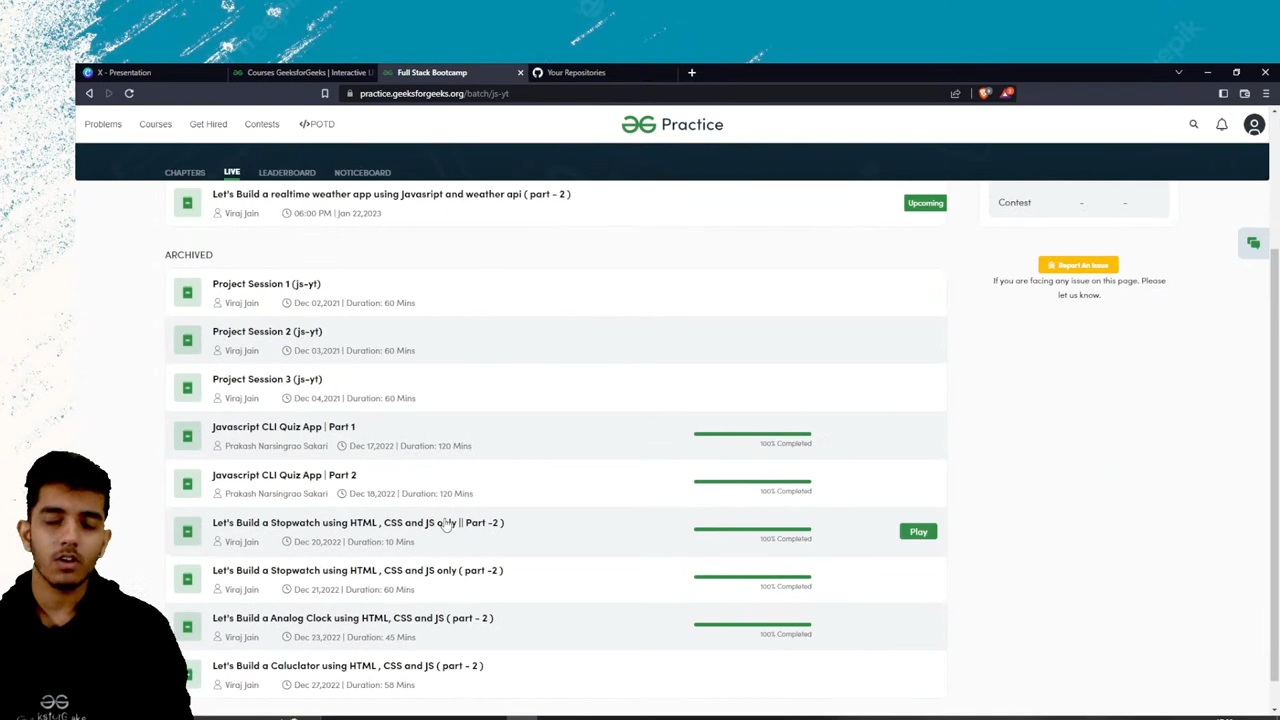 X - Presentation
Courses GeeksforGeeks | Interactive L
Full Stack Bootcamp
Your Repositories
practice.geeksforgeeks.org/batch/js-yt
Problems
Courses
Get Hired
Contests
</>POTD
Practice
CHAPTERS
LIVE
LEADERBOARD
NOTICEBOARD
Let's Build a realtime weather app using Javasript and weather api ( part - 2 )
Viraj Jain
06:00 PM | Jan 22,2023
Upcoming
Contest - -
Report An Issue
If you are facing any issue on this page. Please
let us know.
ARCHIVED
Project Session 1 (js-yt)
Viraj Jain
Dec 02,2021 | Duration: 60 Mins
Project Session 2 (js-yt)
Viraj Jain
Dec 03,2021 | Duration: 60 Mins
Project Session 3 (js-yt)
Viraj Jain
Dec 04,2021 | Duration: 60 Mins
Javascript CLI Quiz App | Part 1
Prakash Narsingrao Sakari
Dec 17,2022 | Duration: 120 Mins
100% Completed
Javascript CLI Quiz App | Part 2
Prakash Narsingrao Sakari
Dec 18,2022 | Duration: 120 Mins
100% Completed
Let's Build a Stopwatch using HTML , CSS and JS only || Part -2 )
Viraj Jain
Dec 20,2022 | Duration: 10 Mins
100% Completed
Play
Let's Build a Stopwatch using HTML , CSS and JS only ( part -2 )
Viraj Jain
Dec 21,2022 | Duration: 60 Mins
100% Completed
Let's Build a Analog Clock using HTML, CSS and JS ( part - 2 )
Viraj Jain
Dec 23,2022 | Duration: 45 Mins
100% Completed
Let's Build a Caluclator using HTML , CSS and JS ( part - 2 )
Viraj Jain
Dec 27,2022 | Duration: 58 Mins